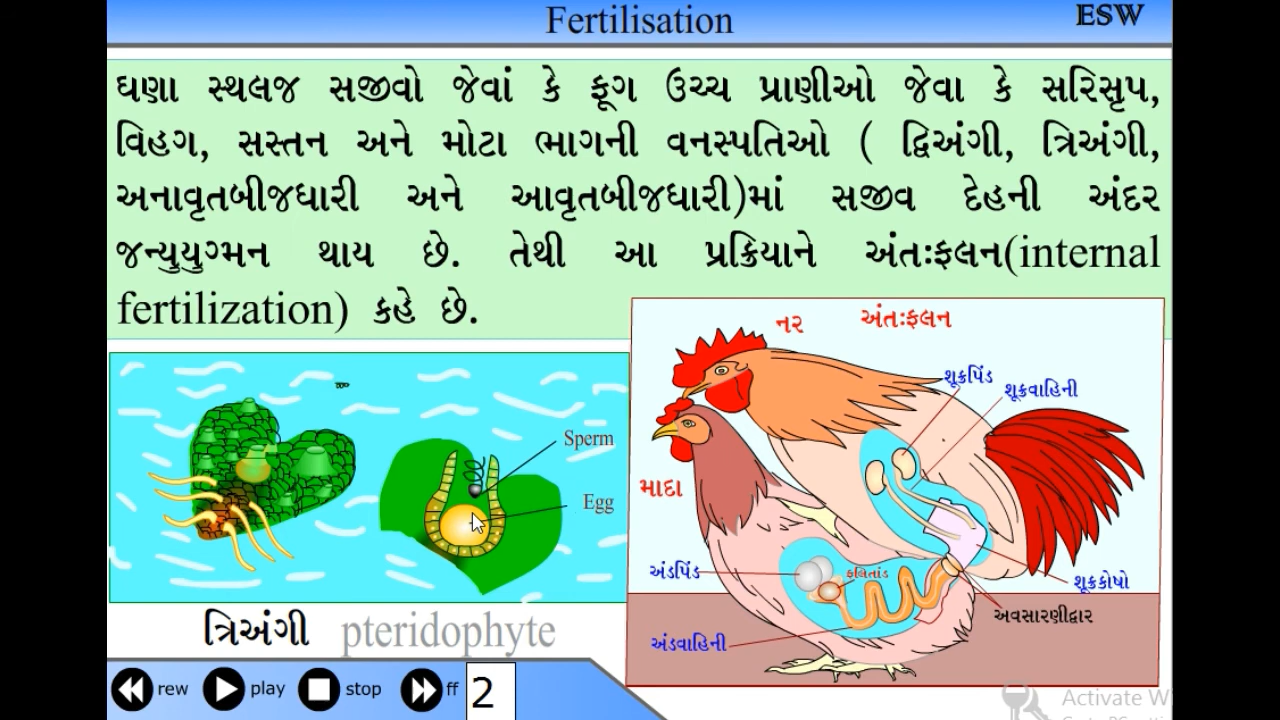 Fertilisation
ESW
ઘણા સ્થલજ સજીવો જેવાં કે ફૂગ ઉચ્ચ પ્રાણીઓ જેવા કે સરિસૃપ,
વિહગ, સસ્તન અને મોટા ભાગની વનસ્પતિઓ ( દ્વિઅંગી, ત્રિઅંગી,
અનાવૃતબીજધારી અને આવૃતબીજધારી)માં સજીવ દેહની અંદર
જન્યુયુગ્મન થાય છે. તેથી આ પ્રક્રિયાને અંતઃફલન(internal
fertilization) કહે છે.
નર
અંતઃફલન
શૂક્રપિંડ
શૂક્રવાહિની
Sperm
Egg
માદા
અંડપિંડ
ફલિતાંડ
શૂક્રકોષો
અવસારણીદ્વાર
અંડવાહિની
ત્રિઅંગી pteridophyte
rew play stop ff 2
Activate W